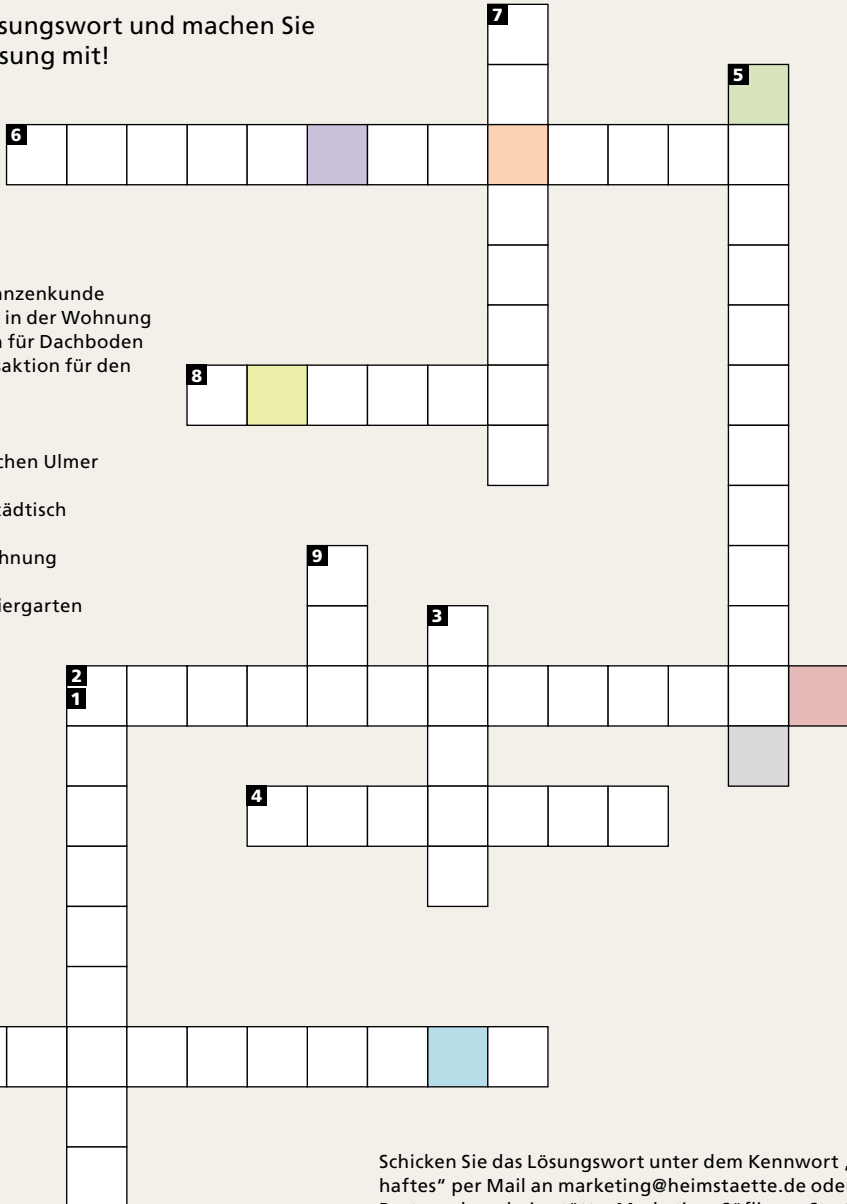 sungswort und machen Sie
sung mit!
7
5
6
anzenkunde
in der Wohnung
für Dachboden
aktion für den
8
chen Ulmer
tädtisch
hnung
9
iergarten
3
2
1
4
Schicken Sie das Lösungswort unter dem Kennwort „
haftes“ per Mail an marketing@heimstaette.de ode